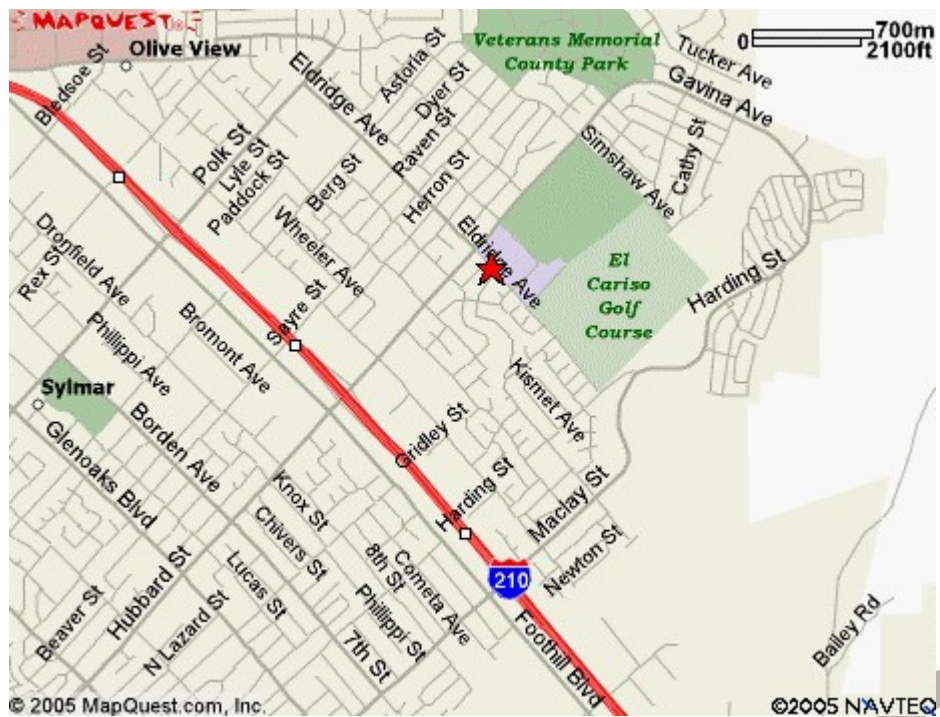 MAPQUEST
Olive View
Veterans Memorial
County Park
0
700m
2100ft
Tucker Ave
Gavina Ave
Bledsoe St
Eldridge Ave
Astoria St
Dyer St
Raven St
Herron St
Simshaw Ave
Cathy St
Polk St
Lyle St
Paddock St
Berg St
Wheeler Ave
Eldridge Ave
El
Cariso
Golf
Course
Harding St
Dronfield Ave
Rex St
Phillippi Ave
Bromont Ave
Sayre St
Sylmar
Kismet Ave
Borden Ave
Glenoaks Blvd
Gridley St
Harding St
Maclay St
Newton St
Knox St
Chivers St
8th St
Cometa Ave
Phillippi St
7th St
Lucas St
Hubbard St
N Lazard St
Beaver St
210
Foothill Blvd
Bailey Rd
© 2005 MapQuest.com, Inc.
©2005 NAVTEQ